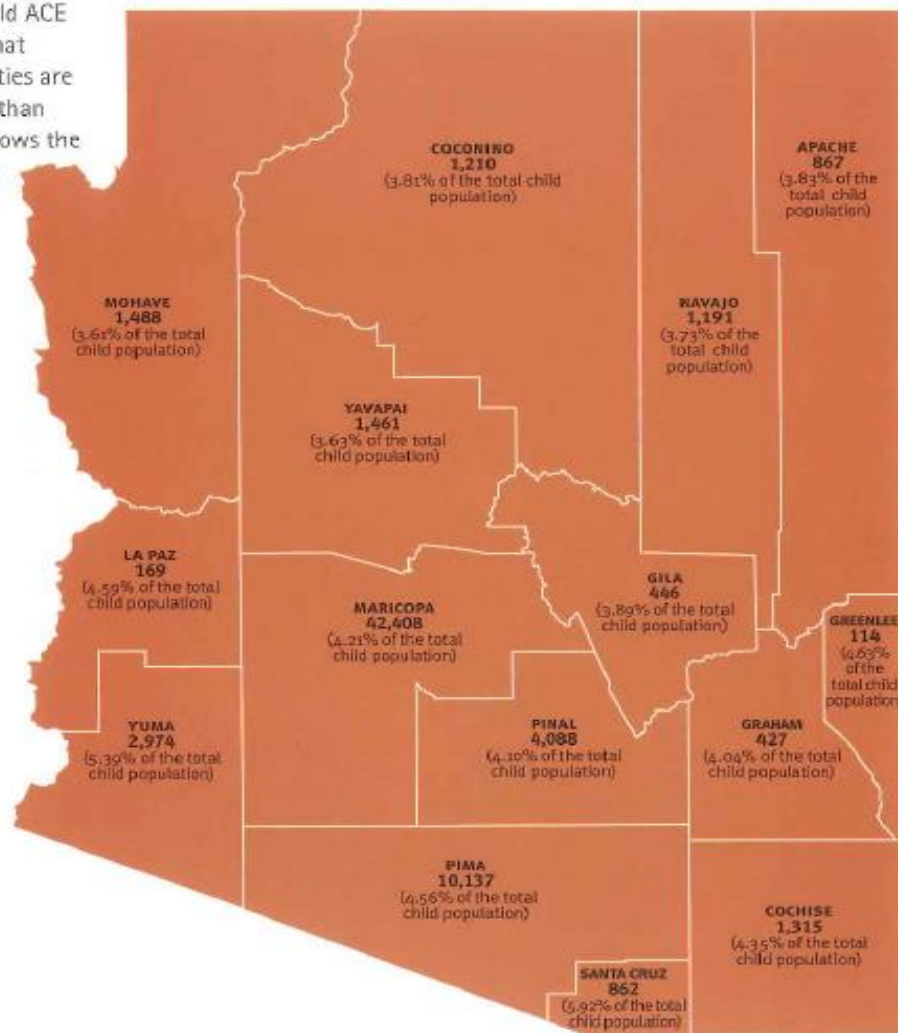 ld ACE
hat
ties are
than
ows the
COCONINO
1,210
(3.81% of the total child
population)
APACHE
867
(3.83% of the
total child
population)
MOHAVE
1,488
(3.61% of the total
child population)
NAVAJO
1,191
(3.73% of the
total child
population)
YAVAPAI
1,461
(3.63% of the total
child population)
LA PAZ
169
(4.59% of the total
child population)
MARICOPA
42,408
(4.21% of the total
child population)
GILA
446
(3.89% of the total
child population)
GREENLEE
114
(4.63%
of the
total child
population
YUMA
2,974
(5.39% of the total
child population)
PINAL
4,088
(4.10% of the total
child population)
GRAHAM
427
(4.04% of the total
child population)
PIMA
10,137
(4.56% of the total
child population)
COCHISE
1,315
(4.35% of the total
child population)
SANTA CRUZ
862
(5.92% of the total
child population)